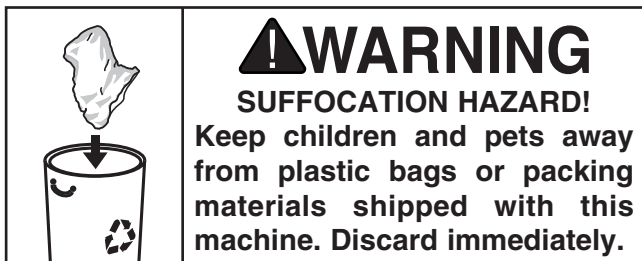 WARNING
SUFFOCATION HAZARD!
Keep children and pets away
from plastic bags or packing
materials shipped with this
machine. Discard immediately.